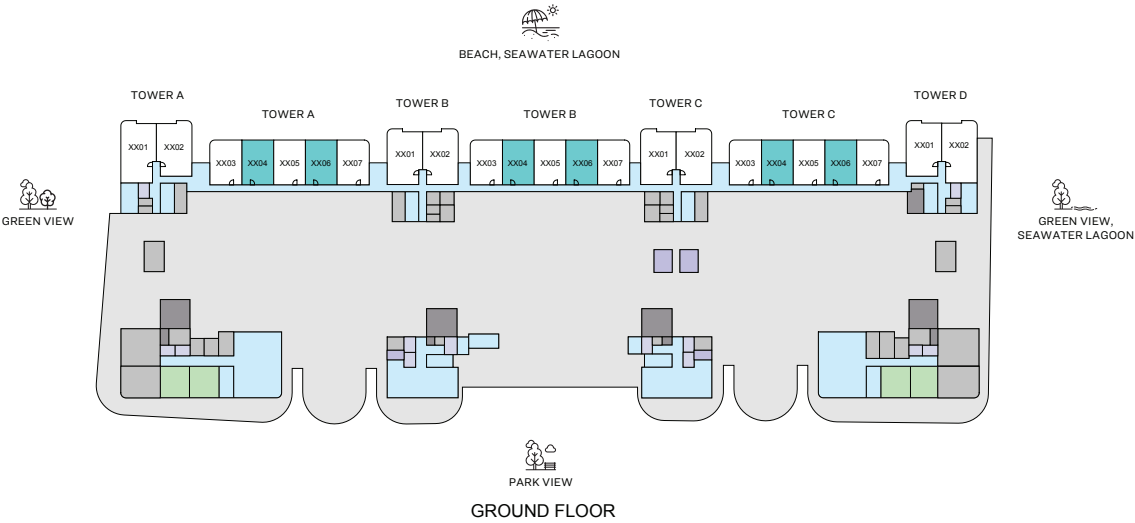 BEACH, SEAWATER LAGOON
TOWER A
TOWER A
TOWER B
TOWER B
TOWER C
TOWER C
TOWER D
XX01 XX02
XX03 XX04 XX05 XX06 XX07
XX01 XX02
XX03 XX04 XX05 XX06 XX07
XX01 XX02
XX03 XX04 XX05 XX06 XX07
XX01 XX02
GREEN VIEW
GREEN VIEW,
SEAWATER LAGOON
PARK VIEW
GROUND FLOOR